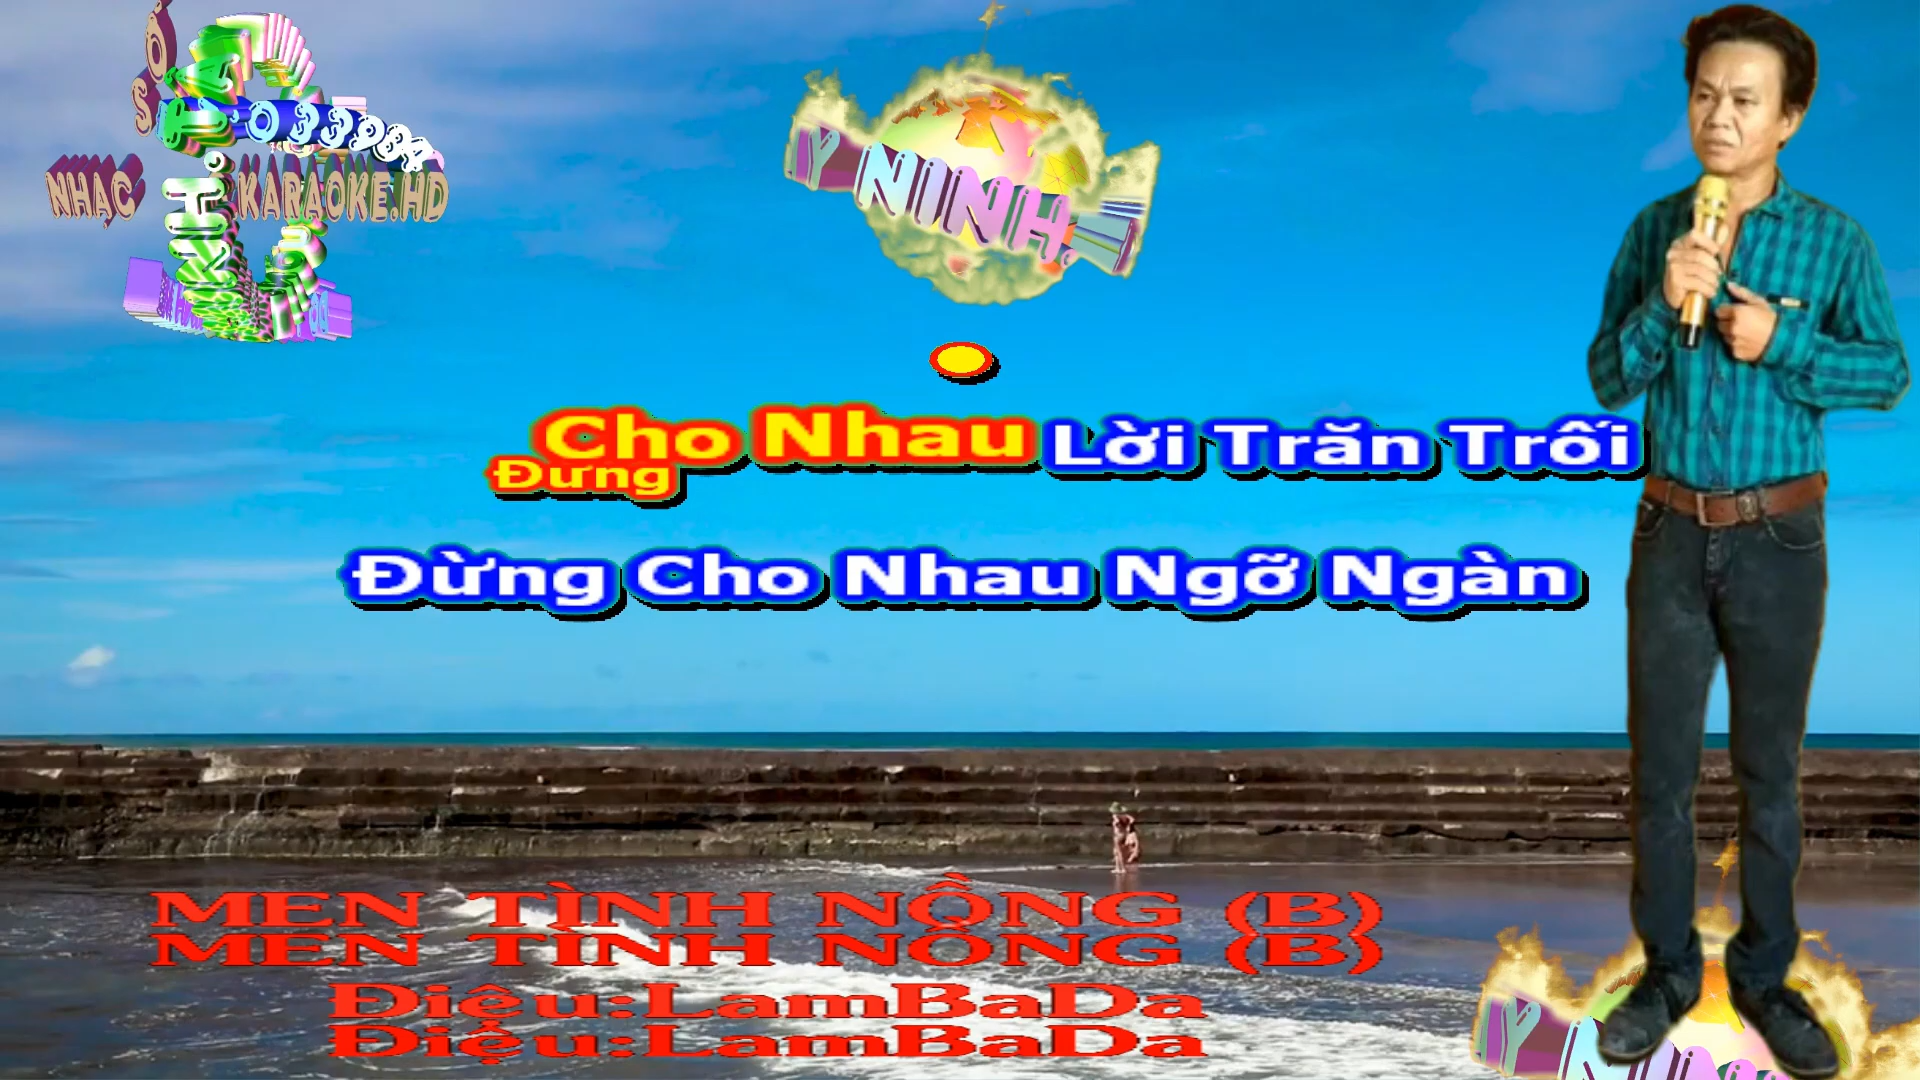 NHẠC
KARAOKE.HD
Y NINH.
Đưng Cho Nhau Lời Trăn Trối
Đừng Cho Nhau Ngỡ Ngàn
MEN TÌNH NỒNG (B)
MEN TÌNH NỒNG (B)
Điệu:LamBaDa
Điệu:LamBaDa
Y NINH